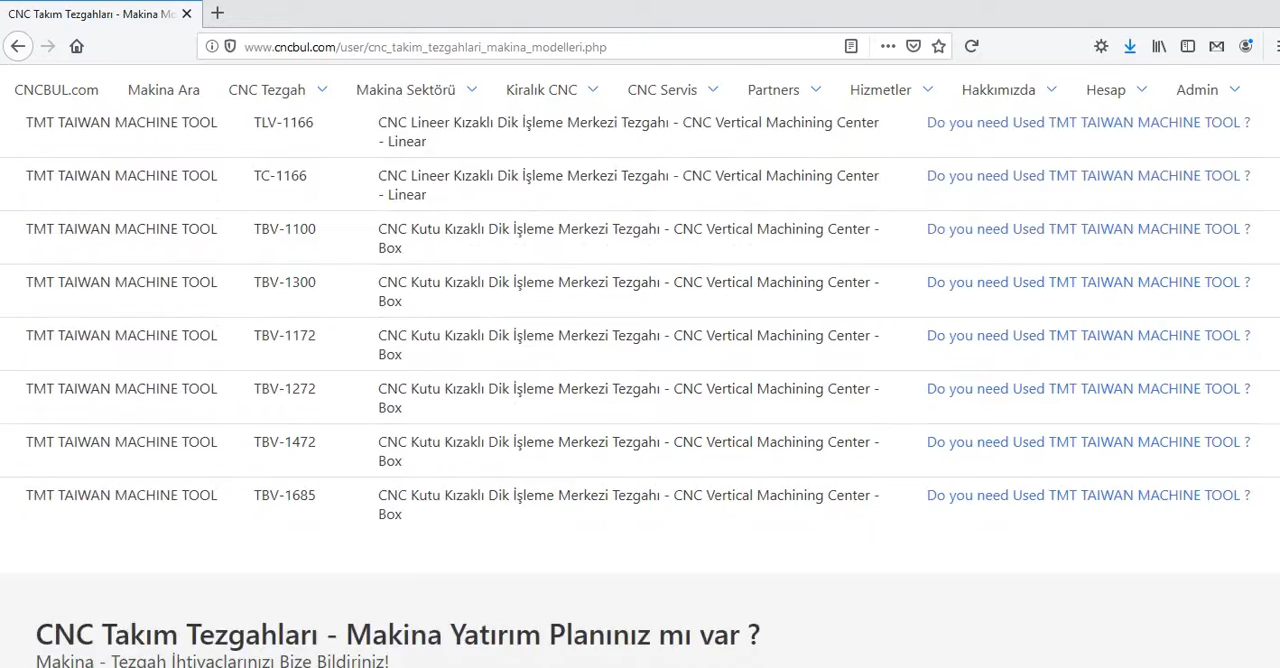 CNC Takım Tezgahları - Makina Mo
www.cncbul.com/user/cnc_takim_tezgahlari_makina_modelleri.php
CNCBUL.com Makina Ara CNC Tezgah Makina Sektörü Kiralık CNC CNC Servis Partners Hizmetler Hakkımızda Hesap Admin
TMT TAIWAN MACHINE TOOL TLV-1166 CNC Lineer Kızaklı Dik İşleme Merkezi Tezgahı - CNC Vertical Machining Center Do you need Used TMT TAIWAN MACHINE TOOL ?
- Linear
TMT TAIWAN MACHINE TOOL TC-1166 CNC Lineer Kızaklı Dik İşleme Merkezi Tezgahı - CNC Vertical Machining Center Do you need Used TMT TAIWAN MACHINE TOOL ?
- Linear
TMT TAIWAN MACHINE TOOL TBV-1100 CNC Kutu Kızaklı Dik İşleme Merkezi Tezgahı - CNC Vertical Machining Center - Do you need Used TMT TAIWAN MACHINE TOOL ?
Box
TMT TAIWAN MACHINE TOOL TBV-1300 CNC Kutu Kızaklı Dik İşleme Merkezi Tezgahı - CNC Vertical Machining Center - Do you need Used TMT TAIWAN MACHINE TOOL ?
Box
TMT TAIWAN MACHINE TOOL TBV-1172 CNC Kutu Kızaklı Dik İşleme Merkezi Tezgahı - CNC Vertical Machining Center - Do you need Used TMT TAIWAN MACHINE TOOL ?
Box
TMT TAIWAN MACHINE TOOL TBV-1272 CNC Kutu Kızaklı Dik İşleme Merkezi Tezgahı - CNC Vertical Machining Center - Do you need Used TMT TAIWAN MACHINE TOOL ?
Box
TMT TAIWAN MACHINE TOOL TBV-1472 CNC Kutu Kızaklı Dik İşleme Merkezi Tezgahı - CNC Vertical Machining Center - Do you need Used TMT TAIWAN MACHINE TOOL ?
Box
TMT TAIWAN MACHINE TOOL TBV-1685 CNC Kutu Kızaklı Dik İşleme Merkezi Tezgahı - CNC Vertical Machining Center - Do you need Used TMT TAIWAN MACHINE TOOL ?
Box
CNC Takım Tezgahları - Makina Yatırım Planınız mı var ?
Makina - Tezgah İhtiyaçlarınızı Bize Bildiriniz!